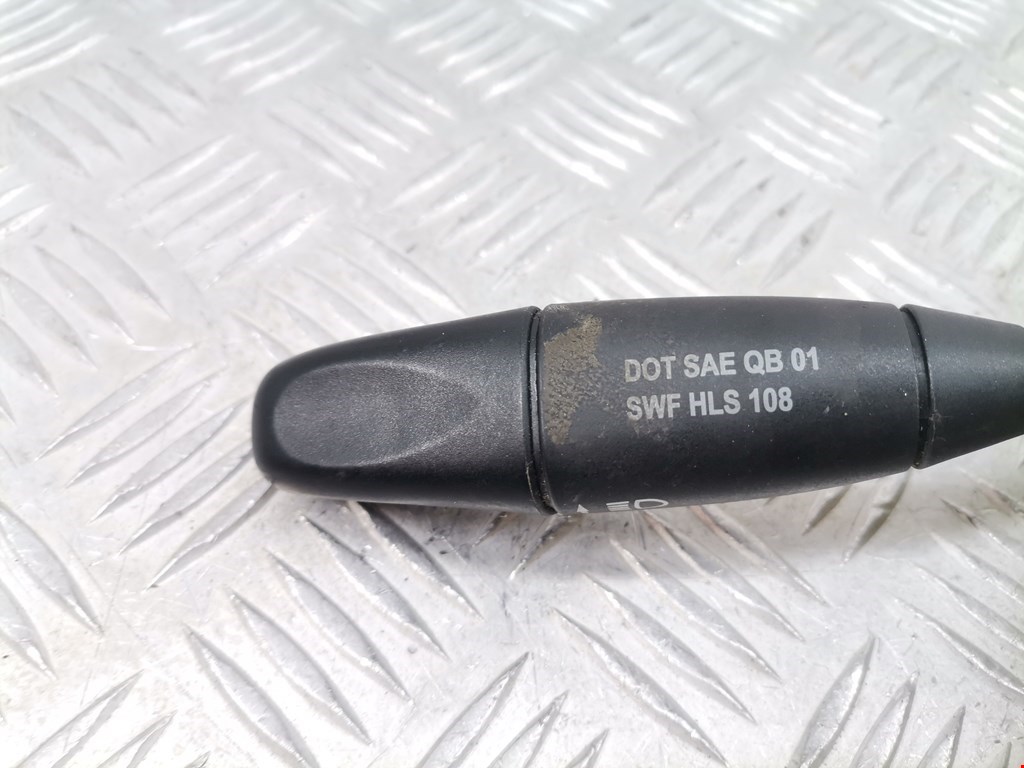 DOT SAE QB 01
SWF HLS 108